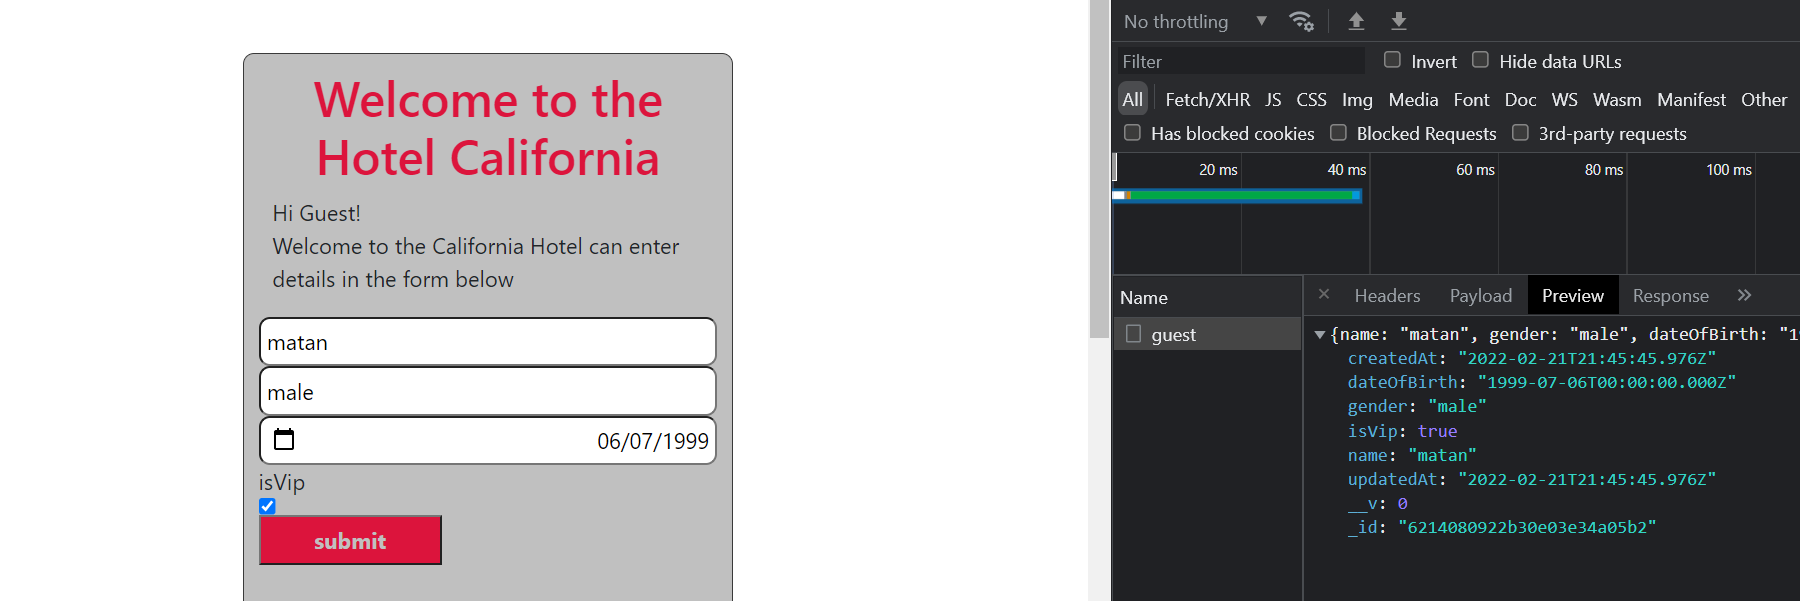 Welcome to the
Hotel California
Hi Guest!
Welcome to the California Hotel can enter
details in the form below
matan
male
06/07/1999
isVip
submit
No throttling
Filter
Invert
Hide data URLs
All Fetch/XHR JS CSS Img Media Font Doc WS Wasm Manifest Other
Has blocked cookies Blocked Requests 3rd-party requests
20 ms 40 ms 60 ms 80 ms 100 ms
Name
guest
Headers Payload Preview Response
{name: "matan", gender: "male", dateOfBirth: "1
createdAt: "2022-02-21T21:45:45.976Z"
dateOfBirth: "1999-07-06T00:00:00.000Z"
gender: "male"
isVip: true
name: "matan"
updatedAt: "2022-02-21T21:45:45.976Z"
__v: 0
_id: "6214080922b30e03e34a05b2"